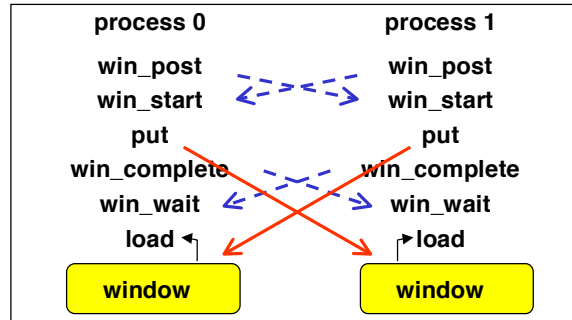 process 0 process 1
win_post win_post
win_start win_start
put put
win_complete win_complete
win_wait win_wait
load load
window window